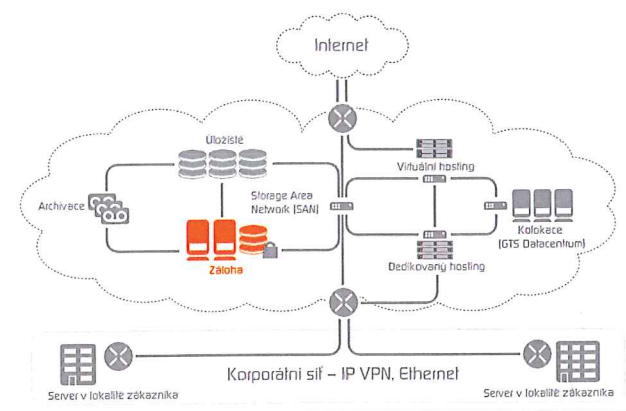 Internet
Úložiště
Virtuální hosting
Archivace
Storage Area
Network (SAN)
Kolokace
(GTS Datacentrum)
Záloha
Dedikovaný hosting
Korporátní síť – IP VPN, Ethernet
Server v lokalitě zákazníka
Server v lokalitě zákazníka